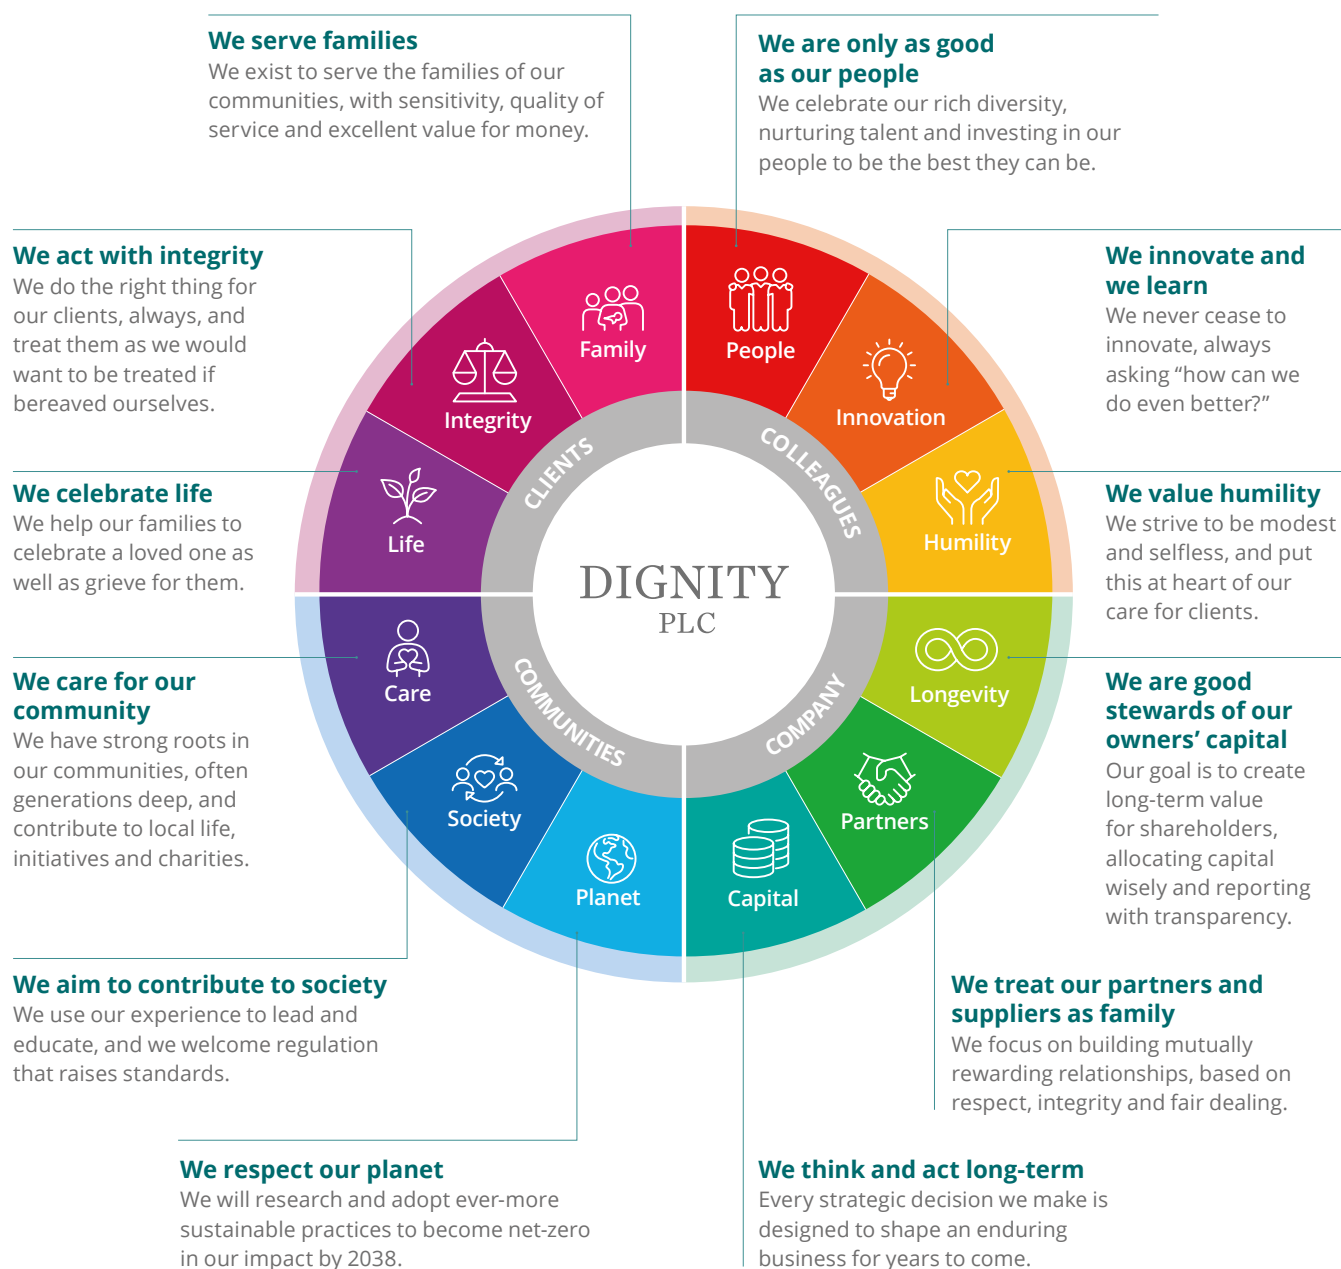 We serve families
We exist to serve the families of our
communities, with sensitivity, quality of
service and excellent value for money.
We are only as good
as our people
We celebrate our rich diversity,
nurturing talent and investing in our
people to be the best they can be.
We act with integrity
We do the right thing for
our clients, always, and
treat them as we would
want to be treated if
bereaved ourselves.
We innovate and
we learn
We never cease to
innovate, always
asking “how can we
do even better?”
We celebrate life
We help our families to
celebrate a loved one as
well as grieve for them.
We value humility
We strive to be modest
and selfless, and put
this at heart of our
care for clients.
We care for our
community
We have strong roots in
our communities, often
generations deep, and
contribute to local life,
initiatives and charities.
We are good
stewards of our
owners’ capital
Our goal is to create
long-term value
for shareholders,
allocating capital
wisely and reporting
with transparency.
We aim to contribute to society
We use our experience to lead and
educate, and we welcome regulation
that raises standards.
We treat our partners and
suppliers as family
We focus on building mutually
rewarding relationships, based on
respect, integrity and fair dealing.
We respect our planet
We will research and adopt ever-more
sustainable practices to become net-zero
in our impact by 2038.
We think and act long-term
Every strategic decision we make is
designed to shape an enduring
business for years to come.
Family
People
Integrity
Innovation
Life
Humility
Care
Longevity
Society
Partners
Planet
Capital
CLIENTS
COLLEAGUES
COMMUNITIES
COMPANY
DIGNITY
PLC